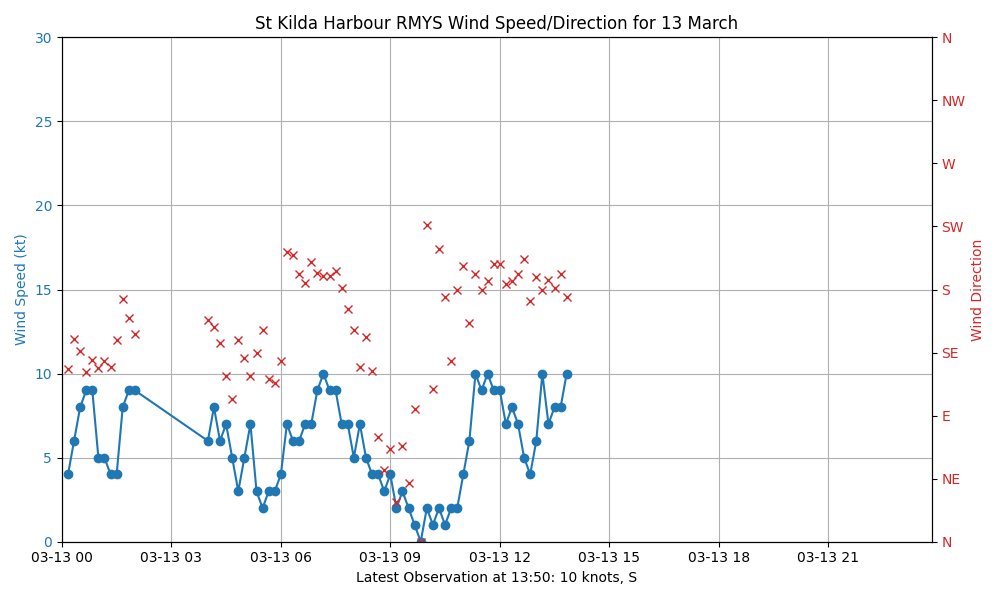 St Kilda Harbour RMYS Wind Speed/Direction for 13 March
30
25
20
15
10
5
0
Wind Speed (kt)
N
NW
W
SW
S
SE
E
NE
N
Wind Direction
03-13 00
03-13 03
03-13 06
03-13 09
03-13 12
03-13 15
03-13 18
03-13 21
Latest Observation at 13:50: 10 knots, S